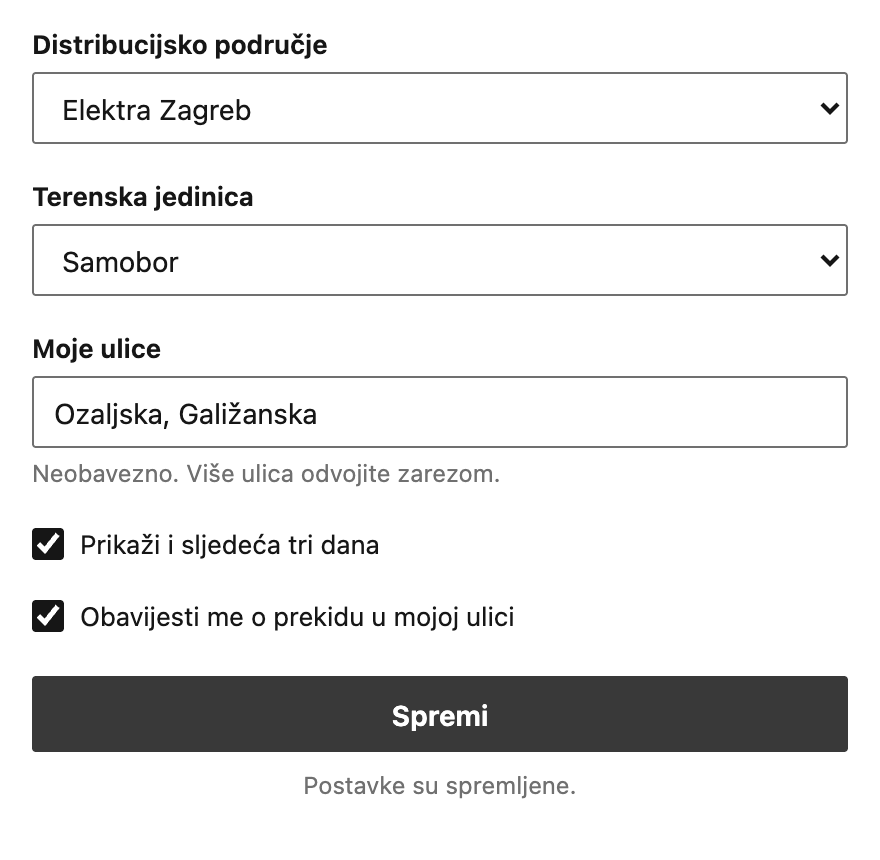 Distribucijsko područje
Elektra Zagreb
Terenska jedinica
Samobor
Moje ulice
Ozaljska, Galižanska
Neobavezno. Više ulica odvojite zarezom.
Prikaži i sljedeća tri dana
Obavijesti me o prekidu u mojoj ulici
Spremi
Postavke su spremljene.